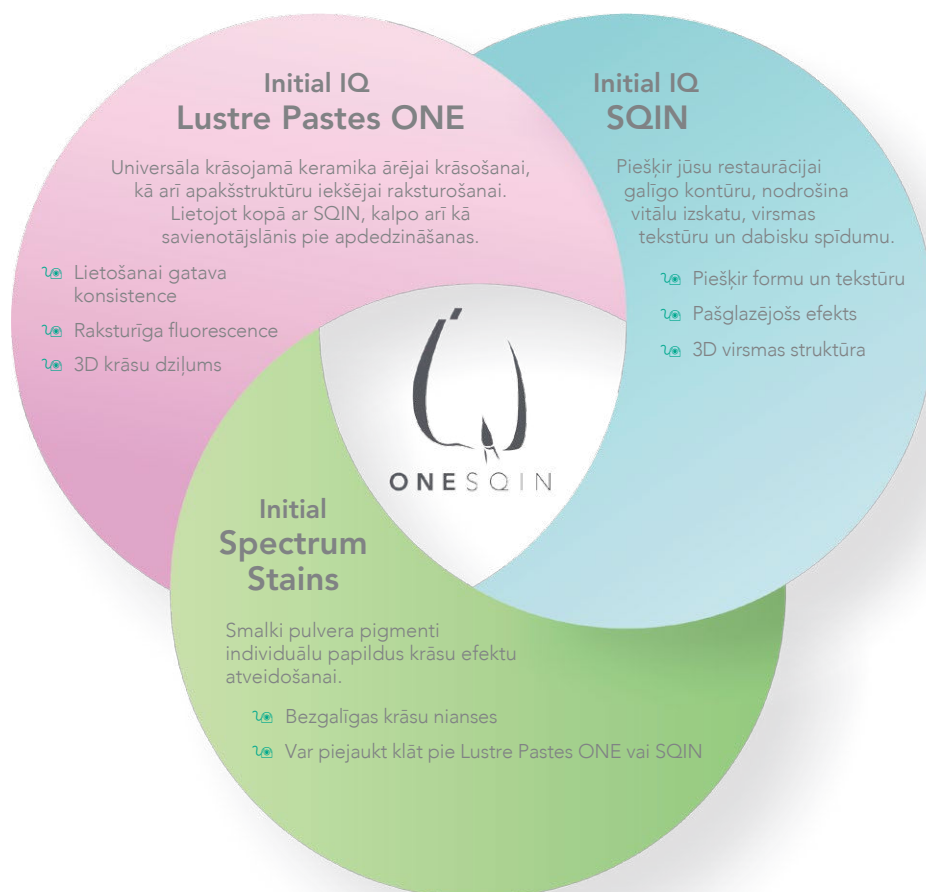 Initial IQ
Lustre Pastes ONE
Universāla krāsojamā keramika ārējai krāsošanai,
kā arī apakšstruktūru iekšējai raksturošanai.
Lietojot kopā ar SQIN, kalpo arī kā
savienotājslānis pie apdedzināšanas.
Lietošanai gatava
konsistence
Raksturīga fluorescence
3D krāsu dziļums
Initial IQ
SQIN
Piešķir jūsu restaurācijai
galīgo kontūru, nodrošina
vitālu izskatu, virsmas
tekstūru un dabisku spīdumu.
Piešķir formu un tekstūru
Pašglazējošs efekts
3D virsmas struktūra
ONESQIN
Initial
Spectrum
Stains
Smalki pulvera pigmenti
individuālu papildus krāsu efektu
atveidošanai.
Bezgalīgas krāsu nianses
Var piejaukt klāt pie Lustre Pastes ONE vai SQIN